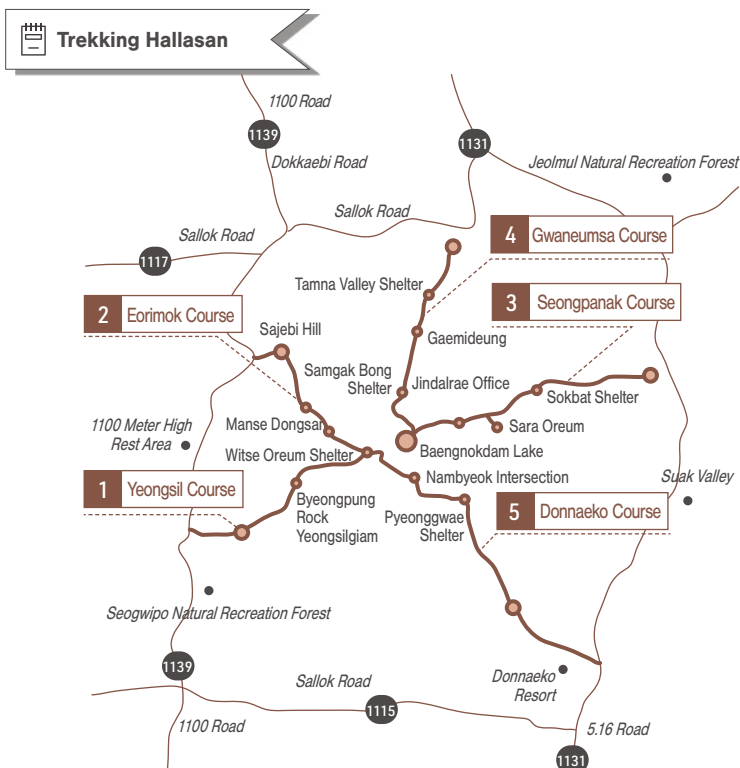 Trekking Hallasan
1100 Road
1139
Dokkaebi Road
1131
Jeolmul Natural Recreation Forest
Sallok Road
Sallok Road
1117
4 Gwaneumsa Course
Tamna Valley Shelter
3 Seongpanak Course
2 Eorimok Course
Sajebi Hill
Gaemideung
Samgak Bong
Shelter
Jindalrae Office
Sokbat Shelter
1100 Meter High
Rest Area
Manse Dongsan
Sara Oreum
Baengnokdam Lake
Witse Oreum Shelter
Nambyeok Intersection
Suak Valley
1 Yeongsil Course
Byeongpung
Rock
Yeongsilgiam
Pyeonggwae
Shelter
5 Donnaeko Course
Seogwipo Natural Recreation Forest
1139
Sallok Road
Donnaeko
Resort
1115
1100 Road
5.16 Road
1131